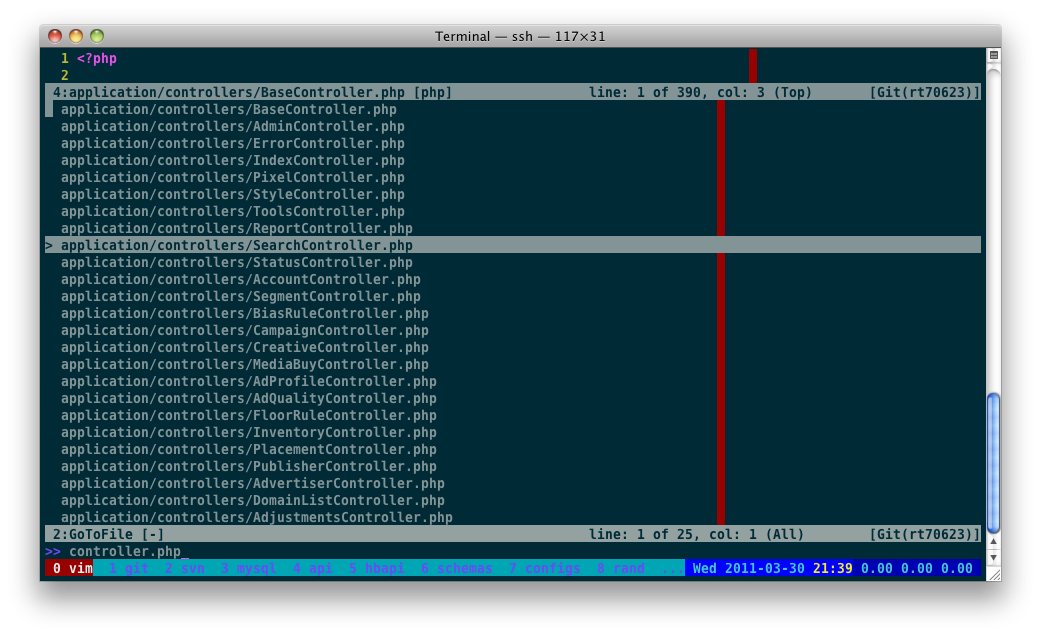 Terminal — ssh — 117×31
1 <?php
2
4:application/controllers/BaseController.php [php] line: 1 of 390, col: 3 (Top) [Git(rt70623)]
application/controllers/BaseController.php
application/controllers/AdminController.php
application/controllers/ErrorController.php
application/controllers/IndexController.php
application/controllers/PixelController.php
application/controllers/StyleController.php
application/controllers/ToolsController.php
application/controllers/ReportController.php
> application/controllers/SearchController.php
application/controllers/StatusController.php
application/controllers/AccountController.php
application/controllers/SegmentController.php
application/controllers/BiasRuleController.php
application/controllers/CampaignController.php
application/controllers/CreativeController.php
application/controllers/MediaBuyController.php
application/controllers/AdProfileController.php
application/controllers/AdQualityController.php
application/controllers/FloorRuleController.php
application/controllers/InventoryController.php
application/controllers/PlacementController.php
application/controllers/PublisherController.php
application/controllers/AdvertiserController.php
application/controllers/DomainListController.php
application/controllers/AdjustmentsController.php
2:GoToFile [-] line: 1 of 25, col: 1 (All) [Git(rt70623)]
>> controller.php_
0 vim 1 git 2 svn 3 mysql 4 api 5 hbapi 6 schemas 7 configs 8 rand ... Wed 2011-03-30 21:39 0.00 0.00 0.00